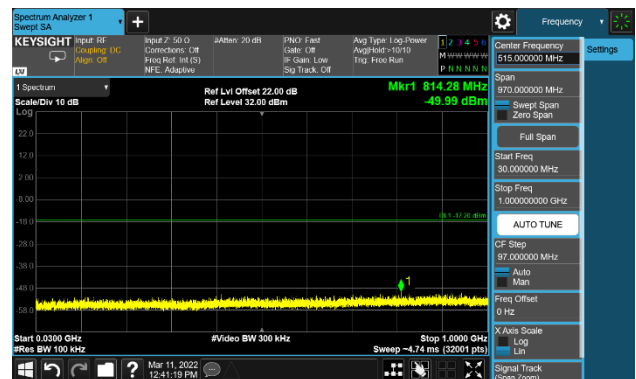 Spectrum Analyzer 1
Swept SA
Frequency
KEYSIGHT
Input: RF
Coupling: DC
Align: Off
Input Z: 50 Ω
Corrections: Off
Freq Ref: Int (S)
NFE: Adaptive
#Atten: 20 dB
PNO: Fast
Gate: Off
IF Gain: Low
Sig Track: Off
Avg Type: Log-Power
Avg|Hold:>10/10
Trig: Free Run
1 2 3 4 5 6
M W W W W W
P N N N N N
LXI
Center Frequency
515.000000 MHz
Settings
Span
970.000000 MHz
Swept Span
Zero Span
Full Span
Start Freq
30.000000 MHz
Stop Freq
1.000000000 GHz
AUTO TUNE
CF Step
97.000000 MHz
Auto
Man
Freq Offset
0 Hz
X Axis Scale
Log
Lin
Signal Track
(Span Zoom)
1 Spectrum
Scale/Div 10 dB
Ref Lvl Offset 22.00 dB
Ref Level 32.00 dBm
Mkr1 814.28 MHz
-49.99 dBm
Log
22.0
12.0
2.00
-8.00
-18.0
DL1 -17.20 dBm
-28.0
-38.0
1
-48.0
-58.0
Start 0.0300 GHz
#Res BW 100 kHz
#Video BW 300 kHz
Stop 1.0000 GHz
Sweep ~4.74 ms (32001 pts)
Mar 11, 2022
12:41:19 PM